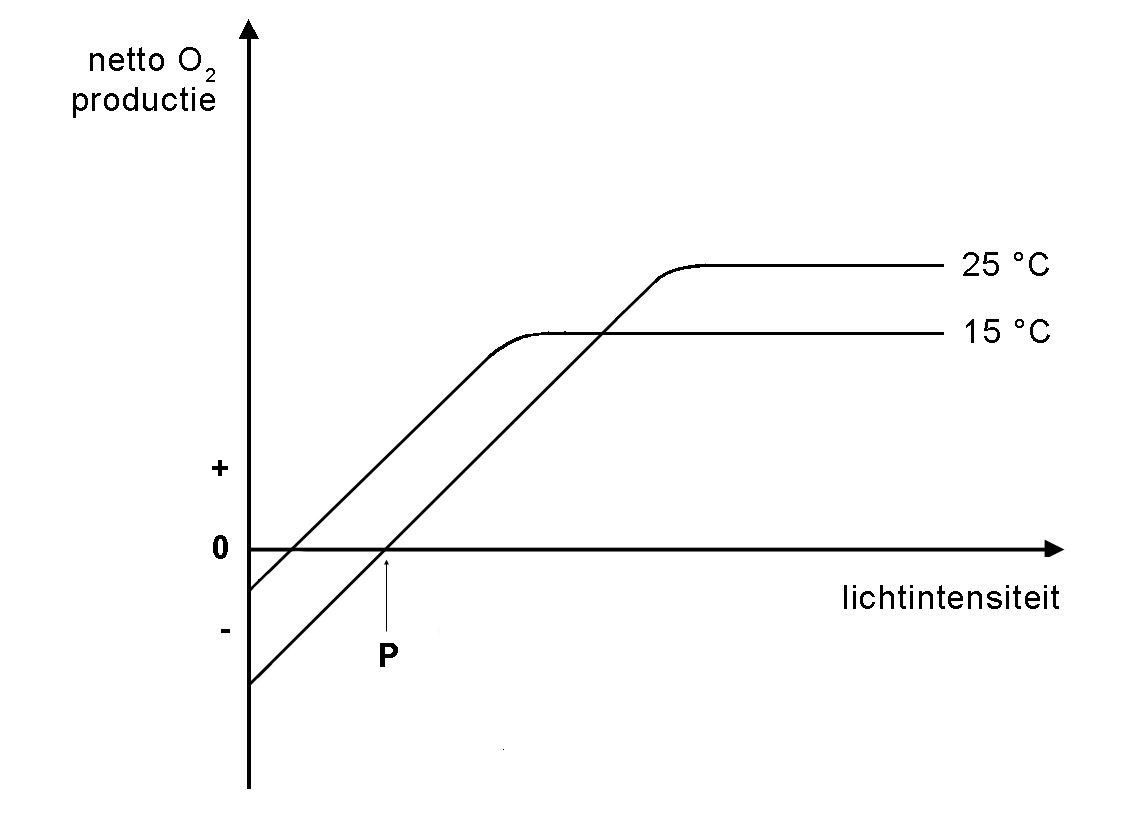 netto O₂
productie
25 °C
15 °C
+
0
lichtintensiteit
-
P